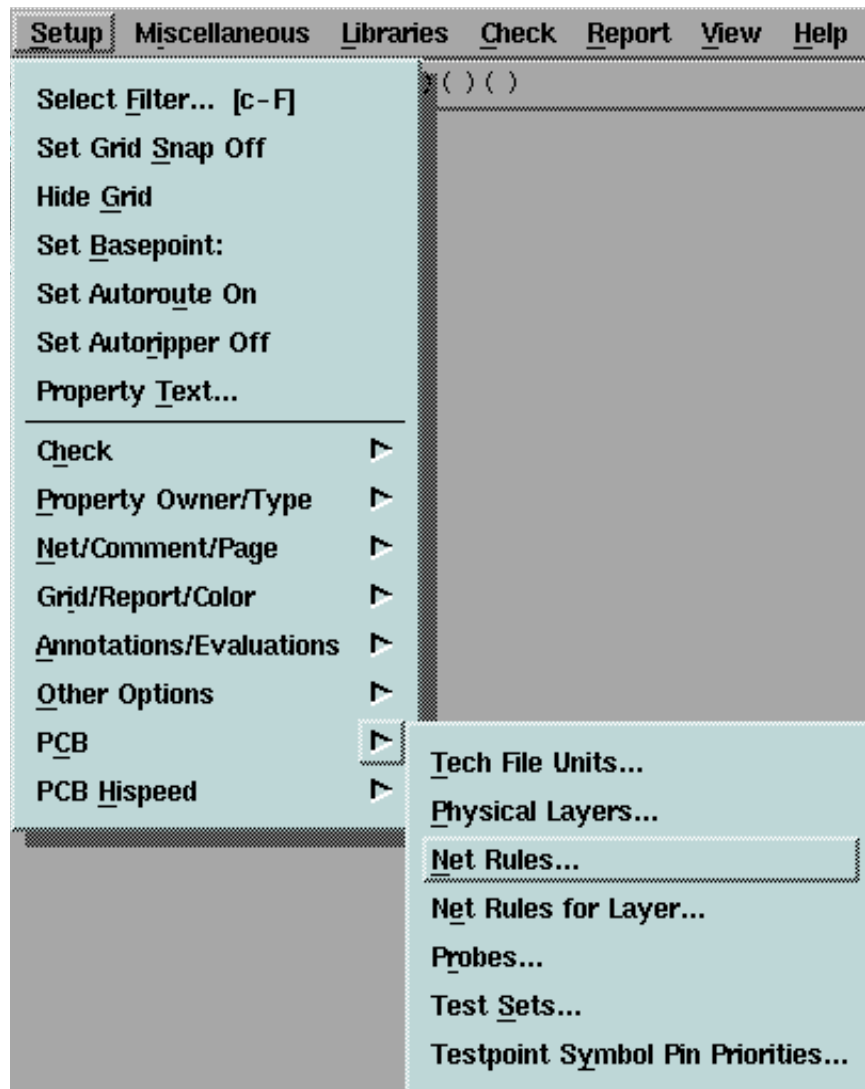 Setup Miscellaneous Libraries Check Report View Help
()()
Select Filter... [c-F]
Set Grid Snap Off
Hide Grid
Set Basepoint:
Set Autoroute On
Set Autoripper Off
Property Text...
Check
Property Owner/Type
Net/Comment/Page
Grid/Report/Color
Annotations/Evaluations
Other Options
PCB
PCB Hispeed
Tech File Units...
Physical Layers...
Net Rules...
Net Rules for Layer...
Probes...
Test Sets...
Testpoint Symbol Pin Priorities...